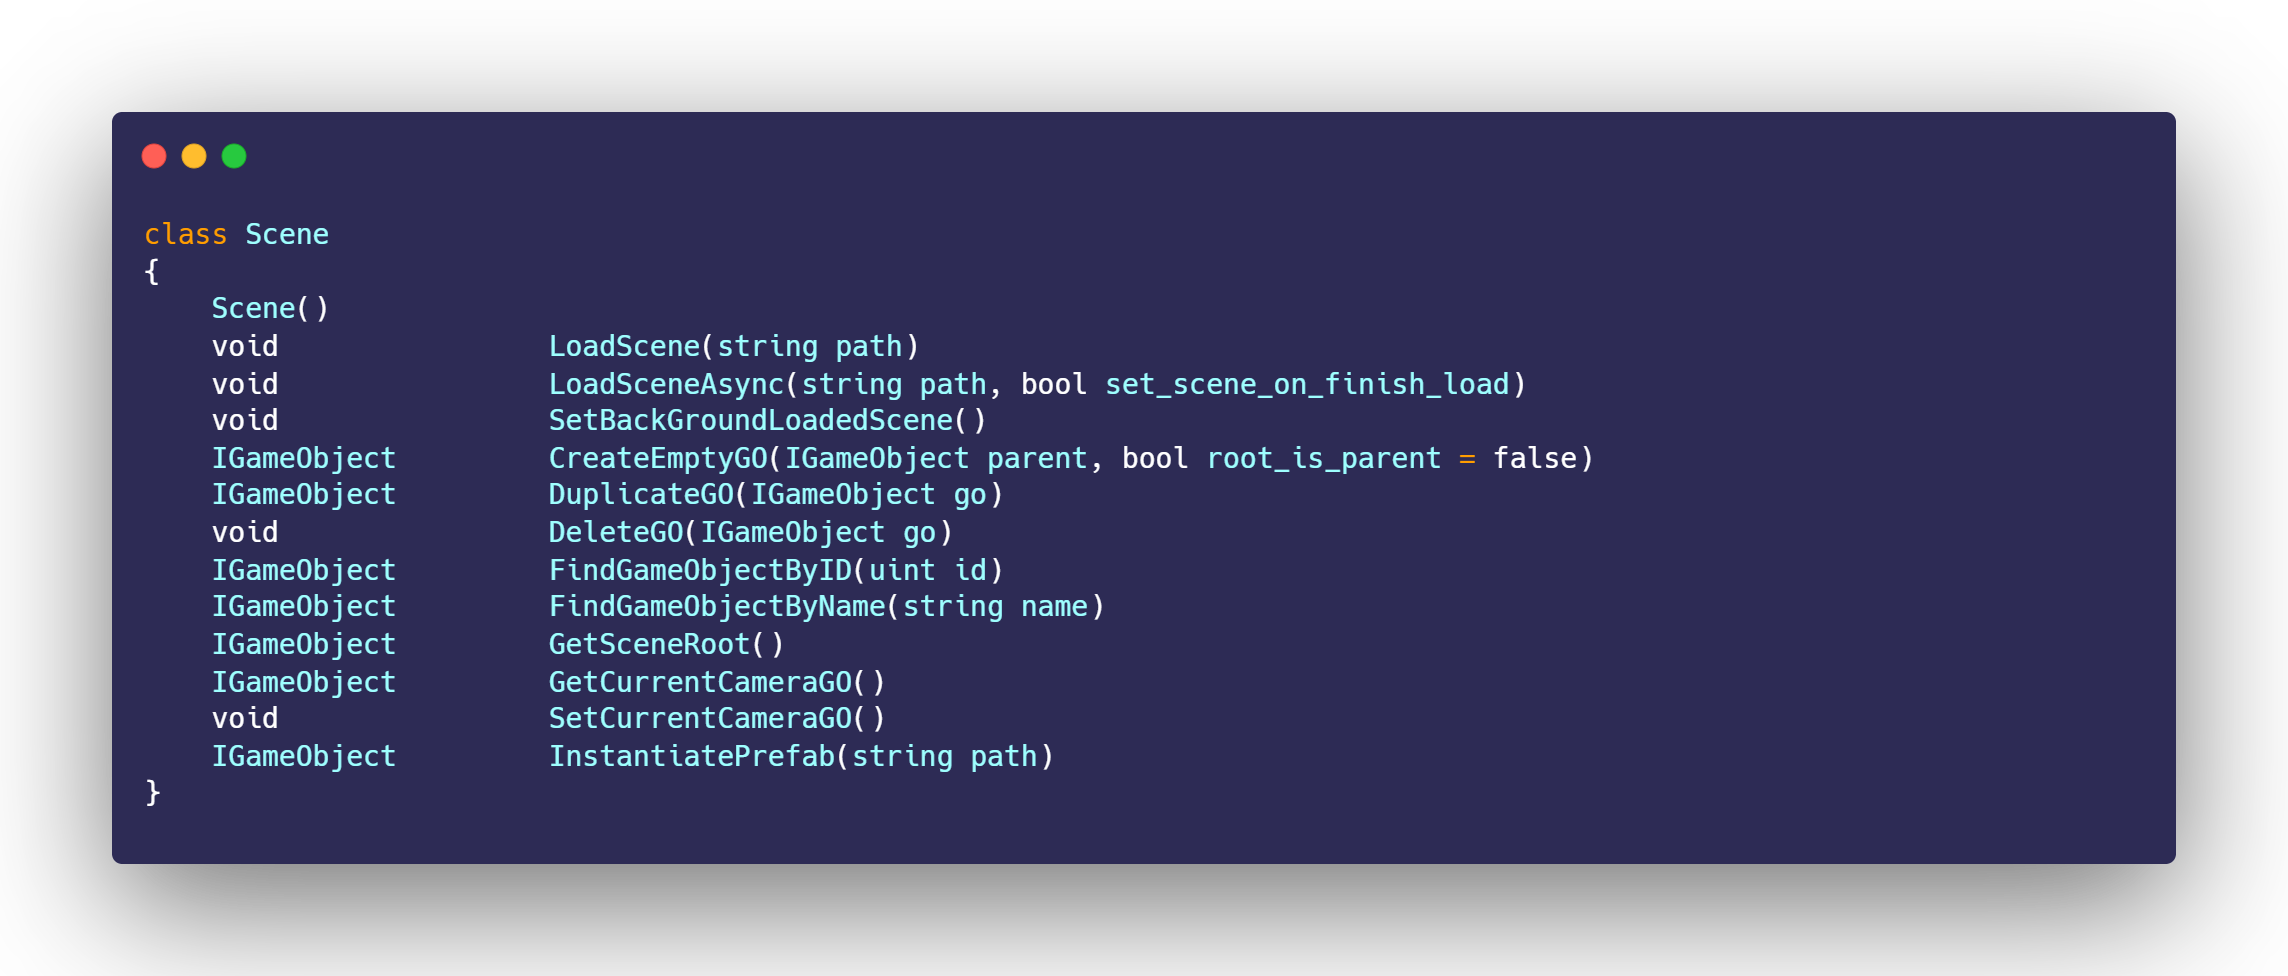 class Scene
{
    Scene()
    void                LoadScene(string path)
    void                LoadSceneAsync(string path, bool set_scene_on_finish_load)
    void                SetBackGroundLoadedScene()
    IGameObject         CreateEmptyGO(IGameObject parent, bool root_is_parent = false)
    IGameObject         DuplicateGO(IGameObject go)
    void                DeleteGO(IGameObject go)
    IGameObject         FindGameObjectByID(uint id)
    IGameObject         FindGameObjectByName(string name)
    IGameObject         GetSceneRoot()
    IGameObject         GetCurrentCameraGO()
    void                SetCurrentCameraGO()
    IGameObject         InstantiatePrefab(string path)
}